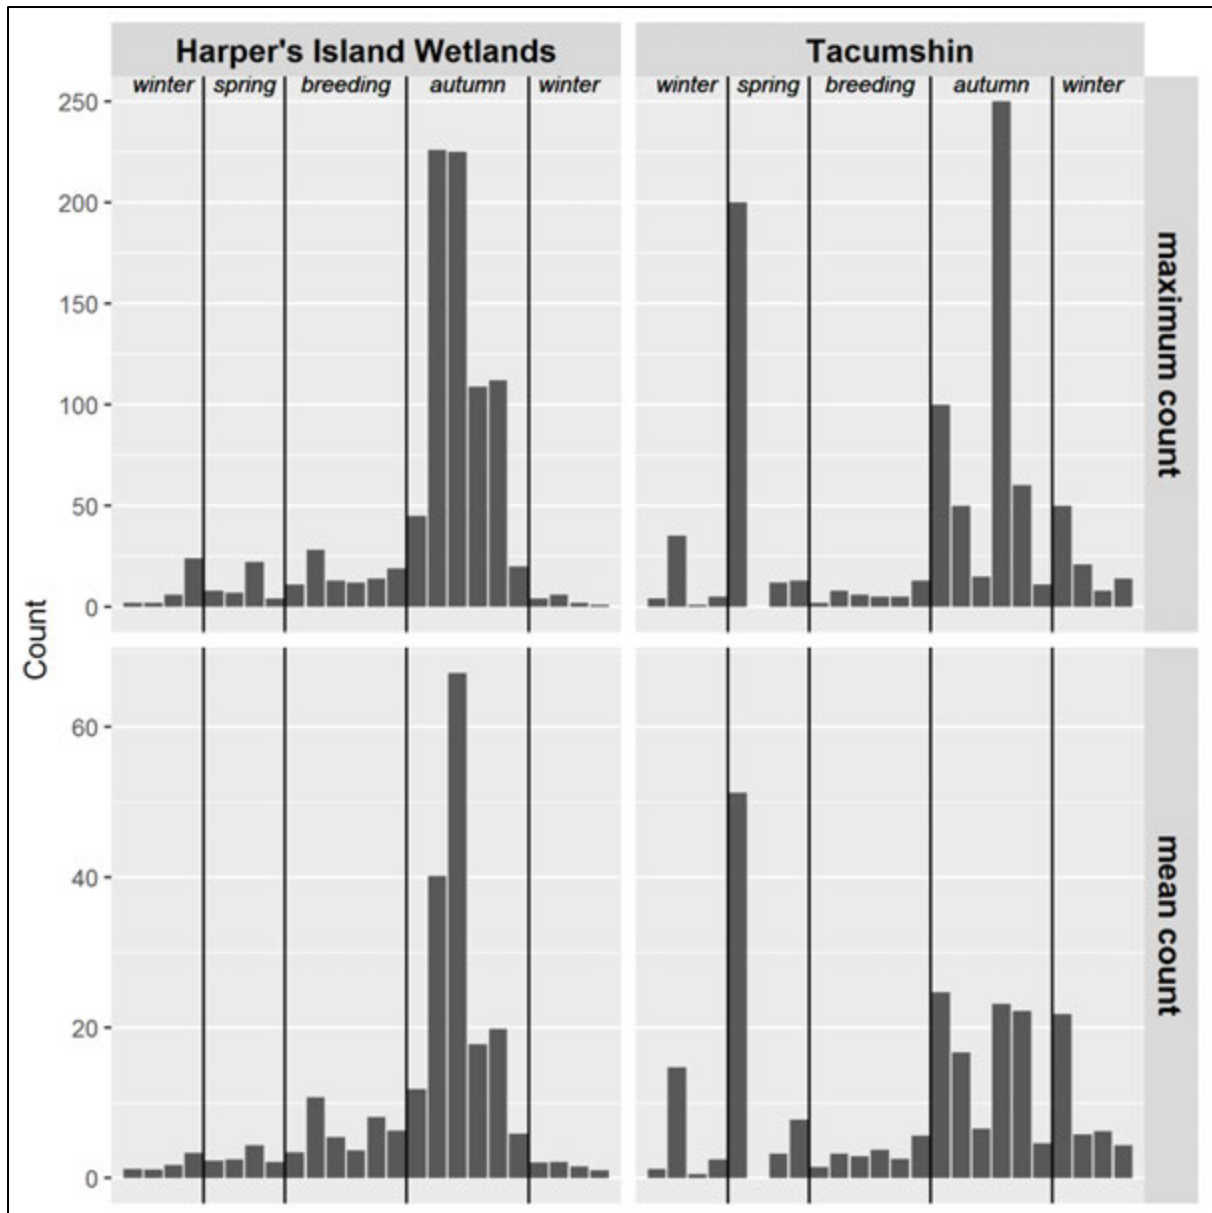 Harper's Island Wetlands
Tacumshin
winter spring breeding autumn winter
winter spring breeding autumn winter
250
200
150
100
50
0
maximum count
Count
60
40
20
0
mean count